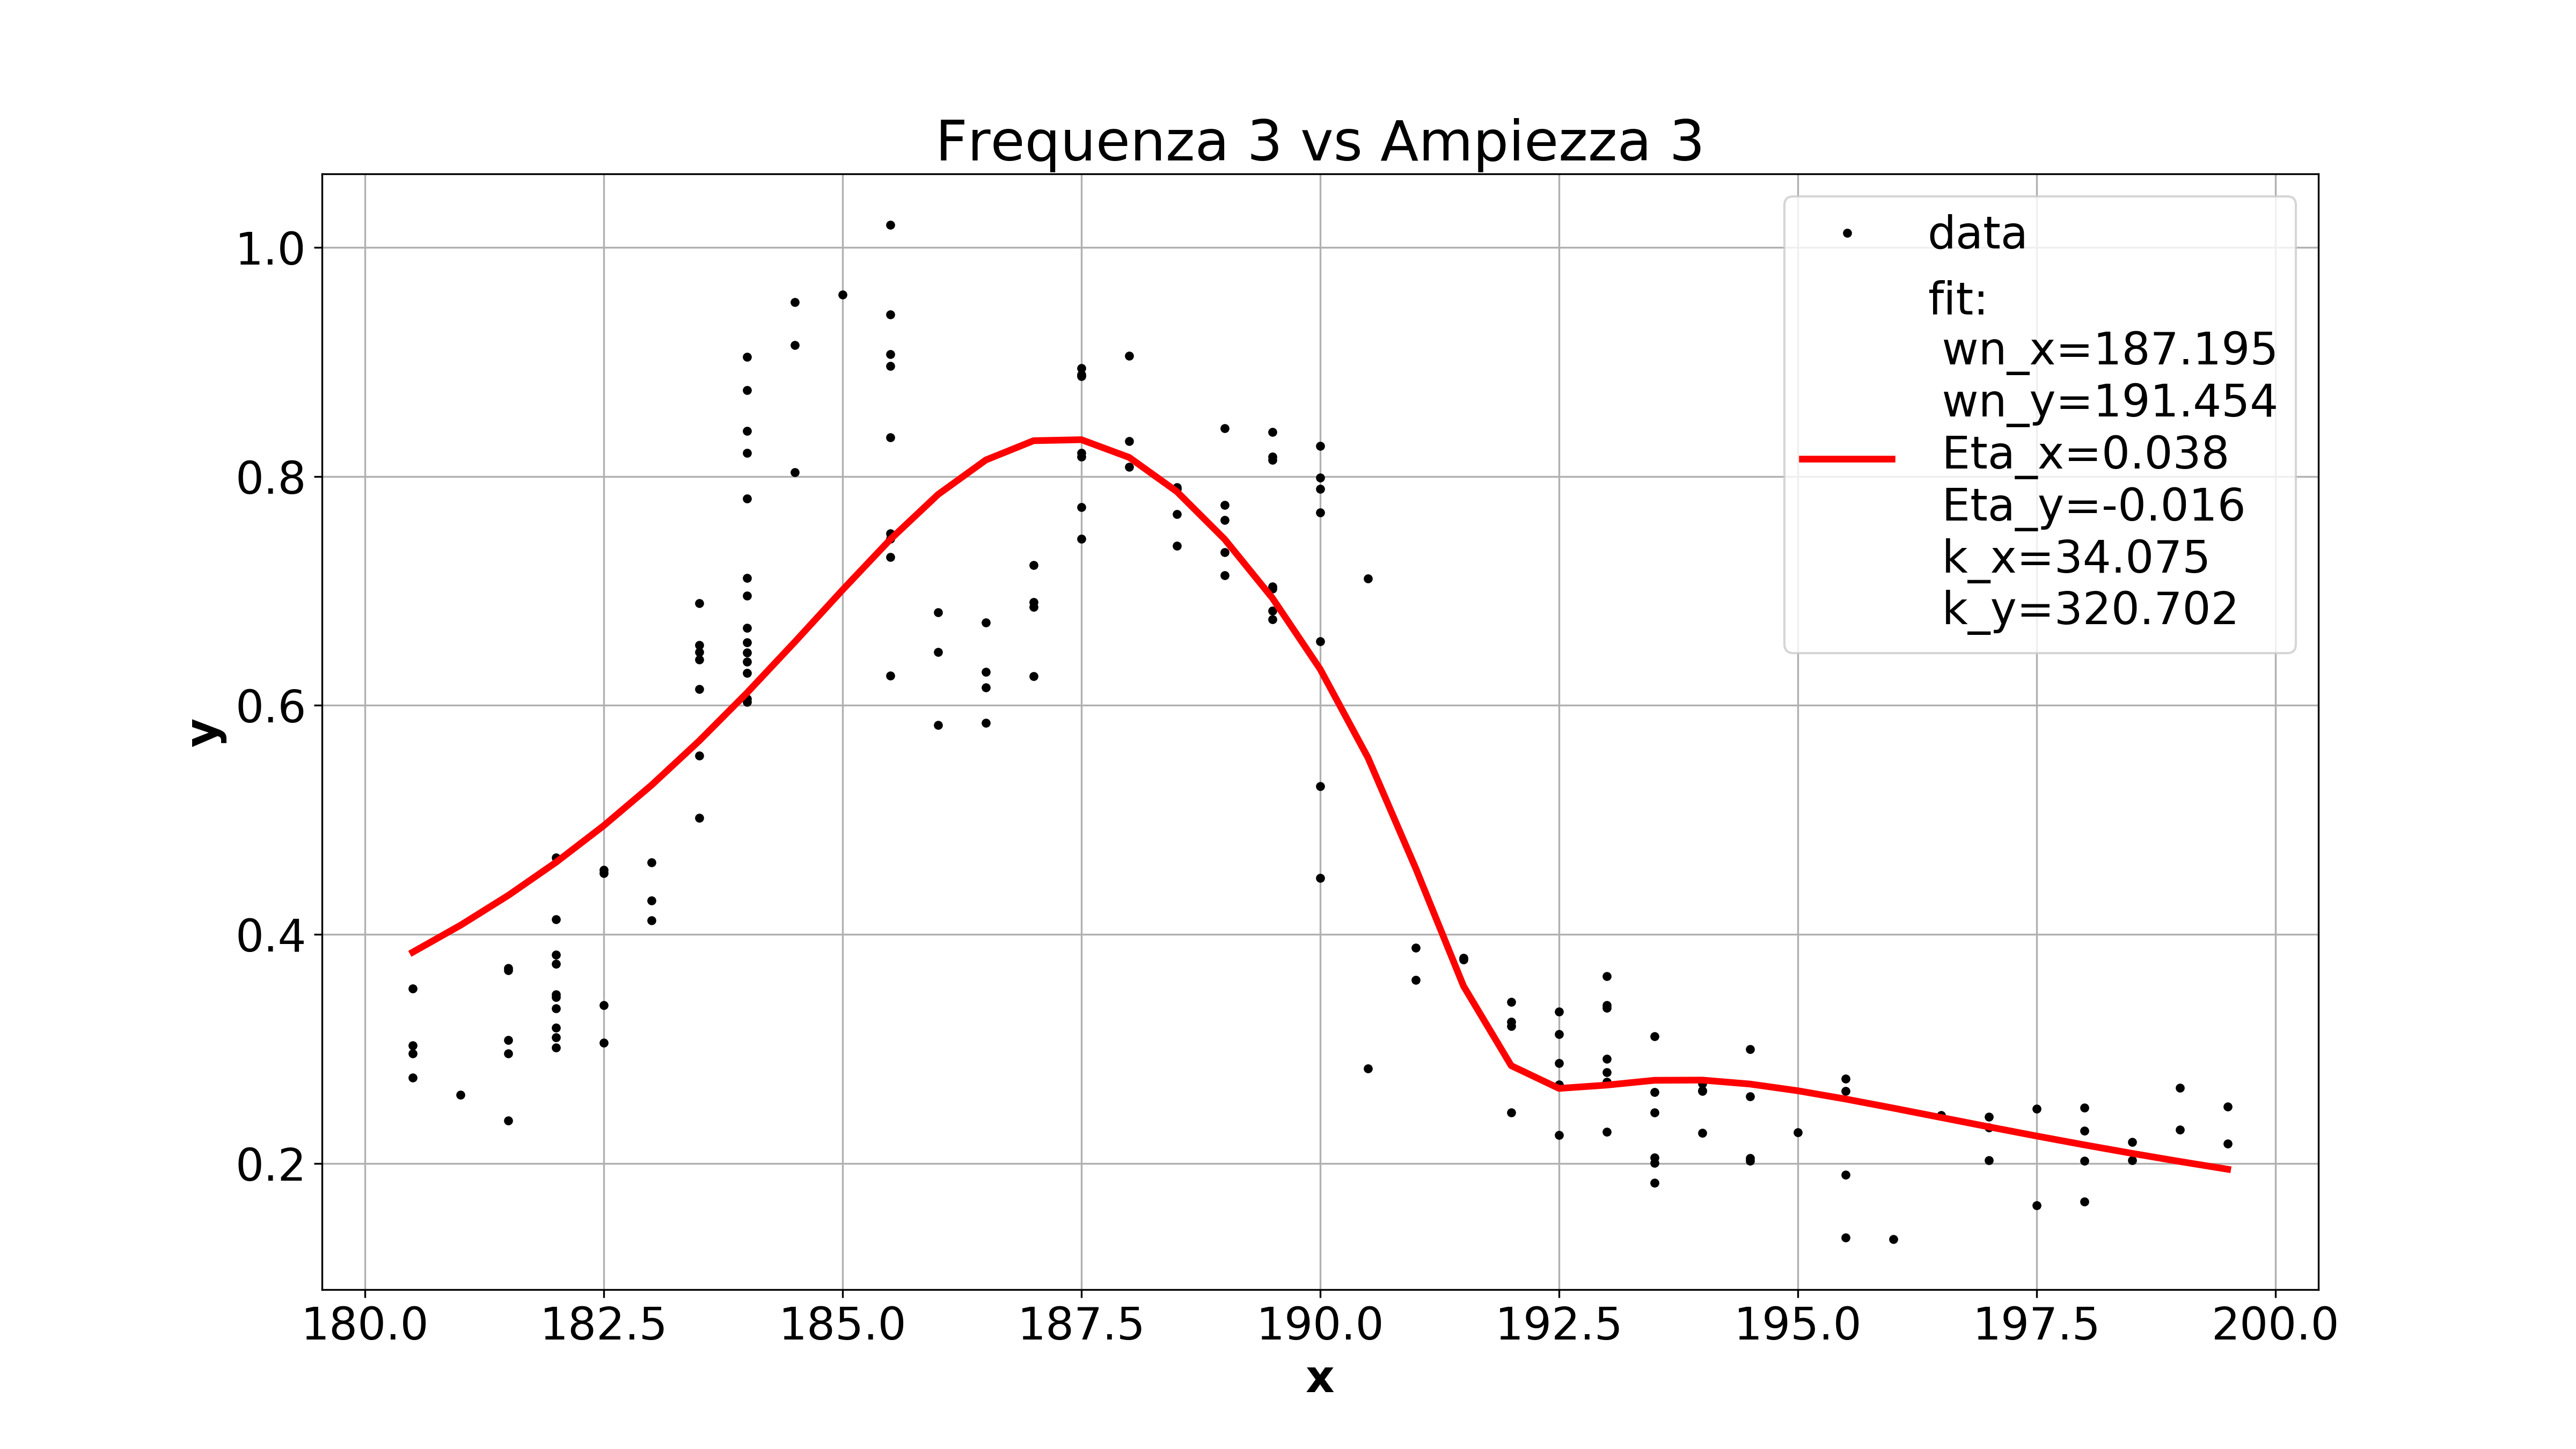 Frequenza 3 vs Ampiezza 3
data
fit:
wn_x=187.195
wn_y=191.454
Eta_x=0.038
Eta_y=-0.016
k_x=34.075
k_y=320.702
1.0
0.8
0.6
0.4
0.2
y
180.0 182.5 185.0 187.5 190.0 192.5 195.0 197.5 200.0
x